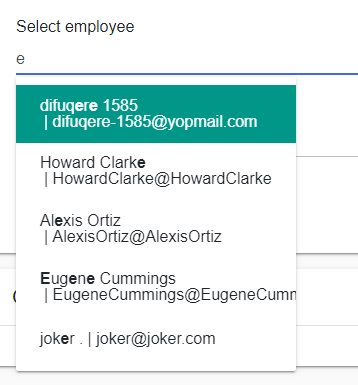 Select employee
e
difuqere 1585
| difuqere-1585@yopmail.com
Howard Clarke
| HowardClarke@HowardClarke
Alexis Ortiz
| AlexisOrtiz@AlexisOrtiz
Eugene Cummings
| EugeneCummings@EugeneCumm
joker . | joker@joker.com